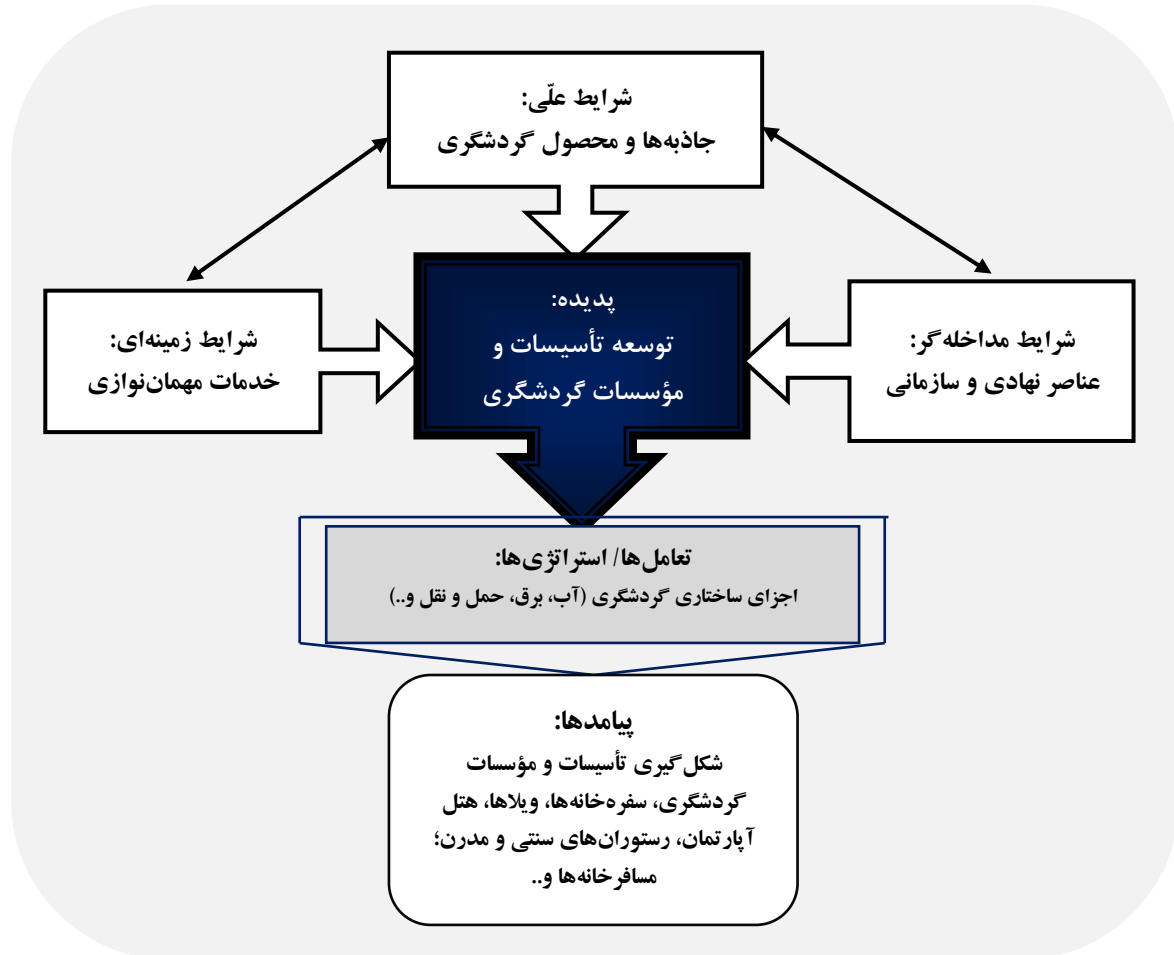 شرایط علّی:
جاذبه‌ها و محصول گردشگری
شرایط مداخله‌گر:
عناصر نهادی و سازمانی
پدیده:
توسعه تأسیسات و
مؤسسات گردشگری
شرایط زمینه‌ای:
خدمات مهمان‌نوازی
تعامل‌ها/ استراتژی‌ها:
اجزای ساختاری گردشگری (آب، برق، حمل و نقل و..)
پیامدها:
شکل‌گیری تأسیسات و مؤسسات
گردشگری، سفره‌خانه‌ها، ویلاها، هتل
آپارتمان، رستوران‌های سنتی و مدرن؛
مسافرخانه‌ها و..